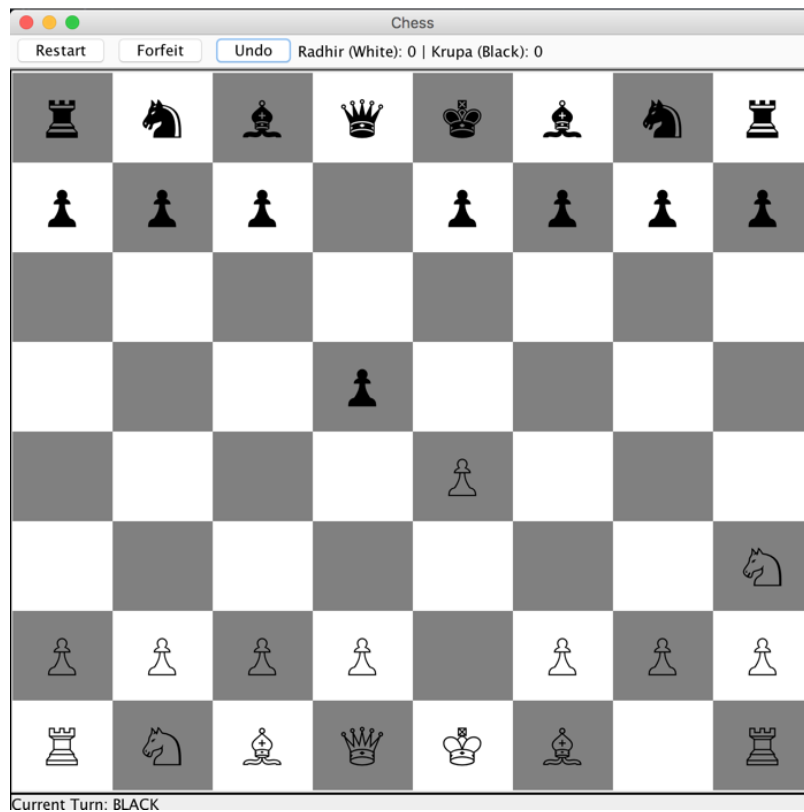 Chess
Restart Forfeit Undo Radhir (White): 0 | Krupa (Black): 0
Current Turn: BLACK